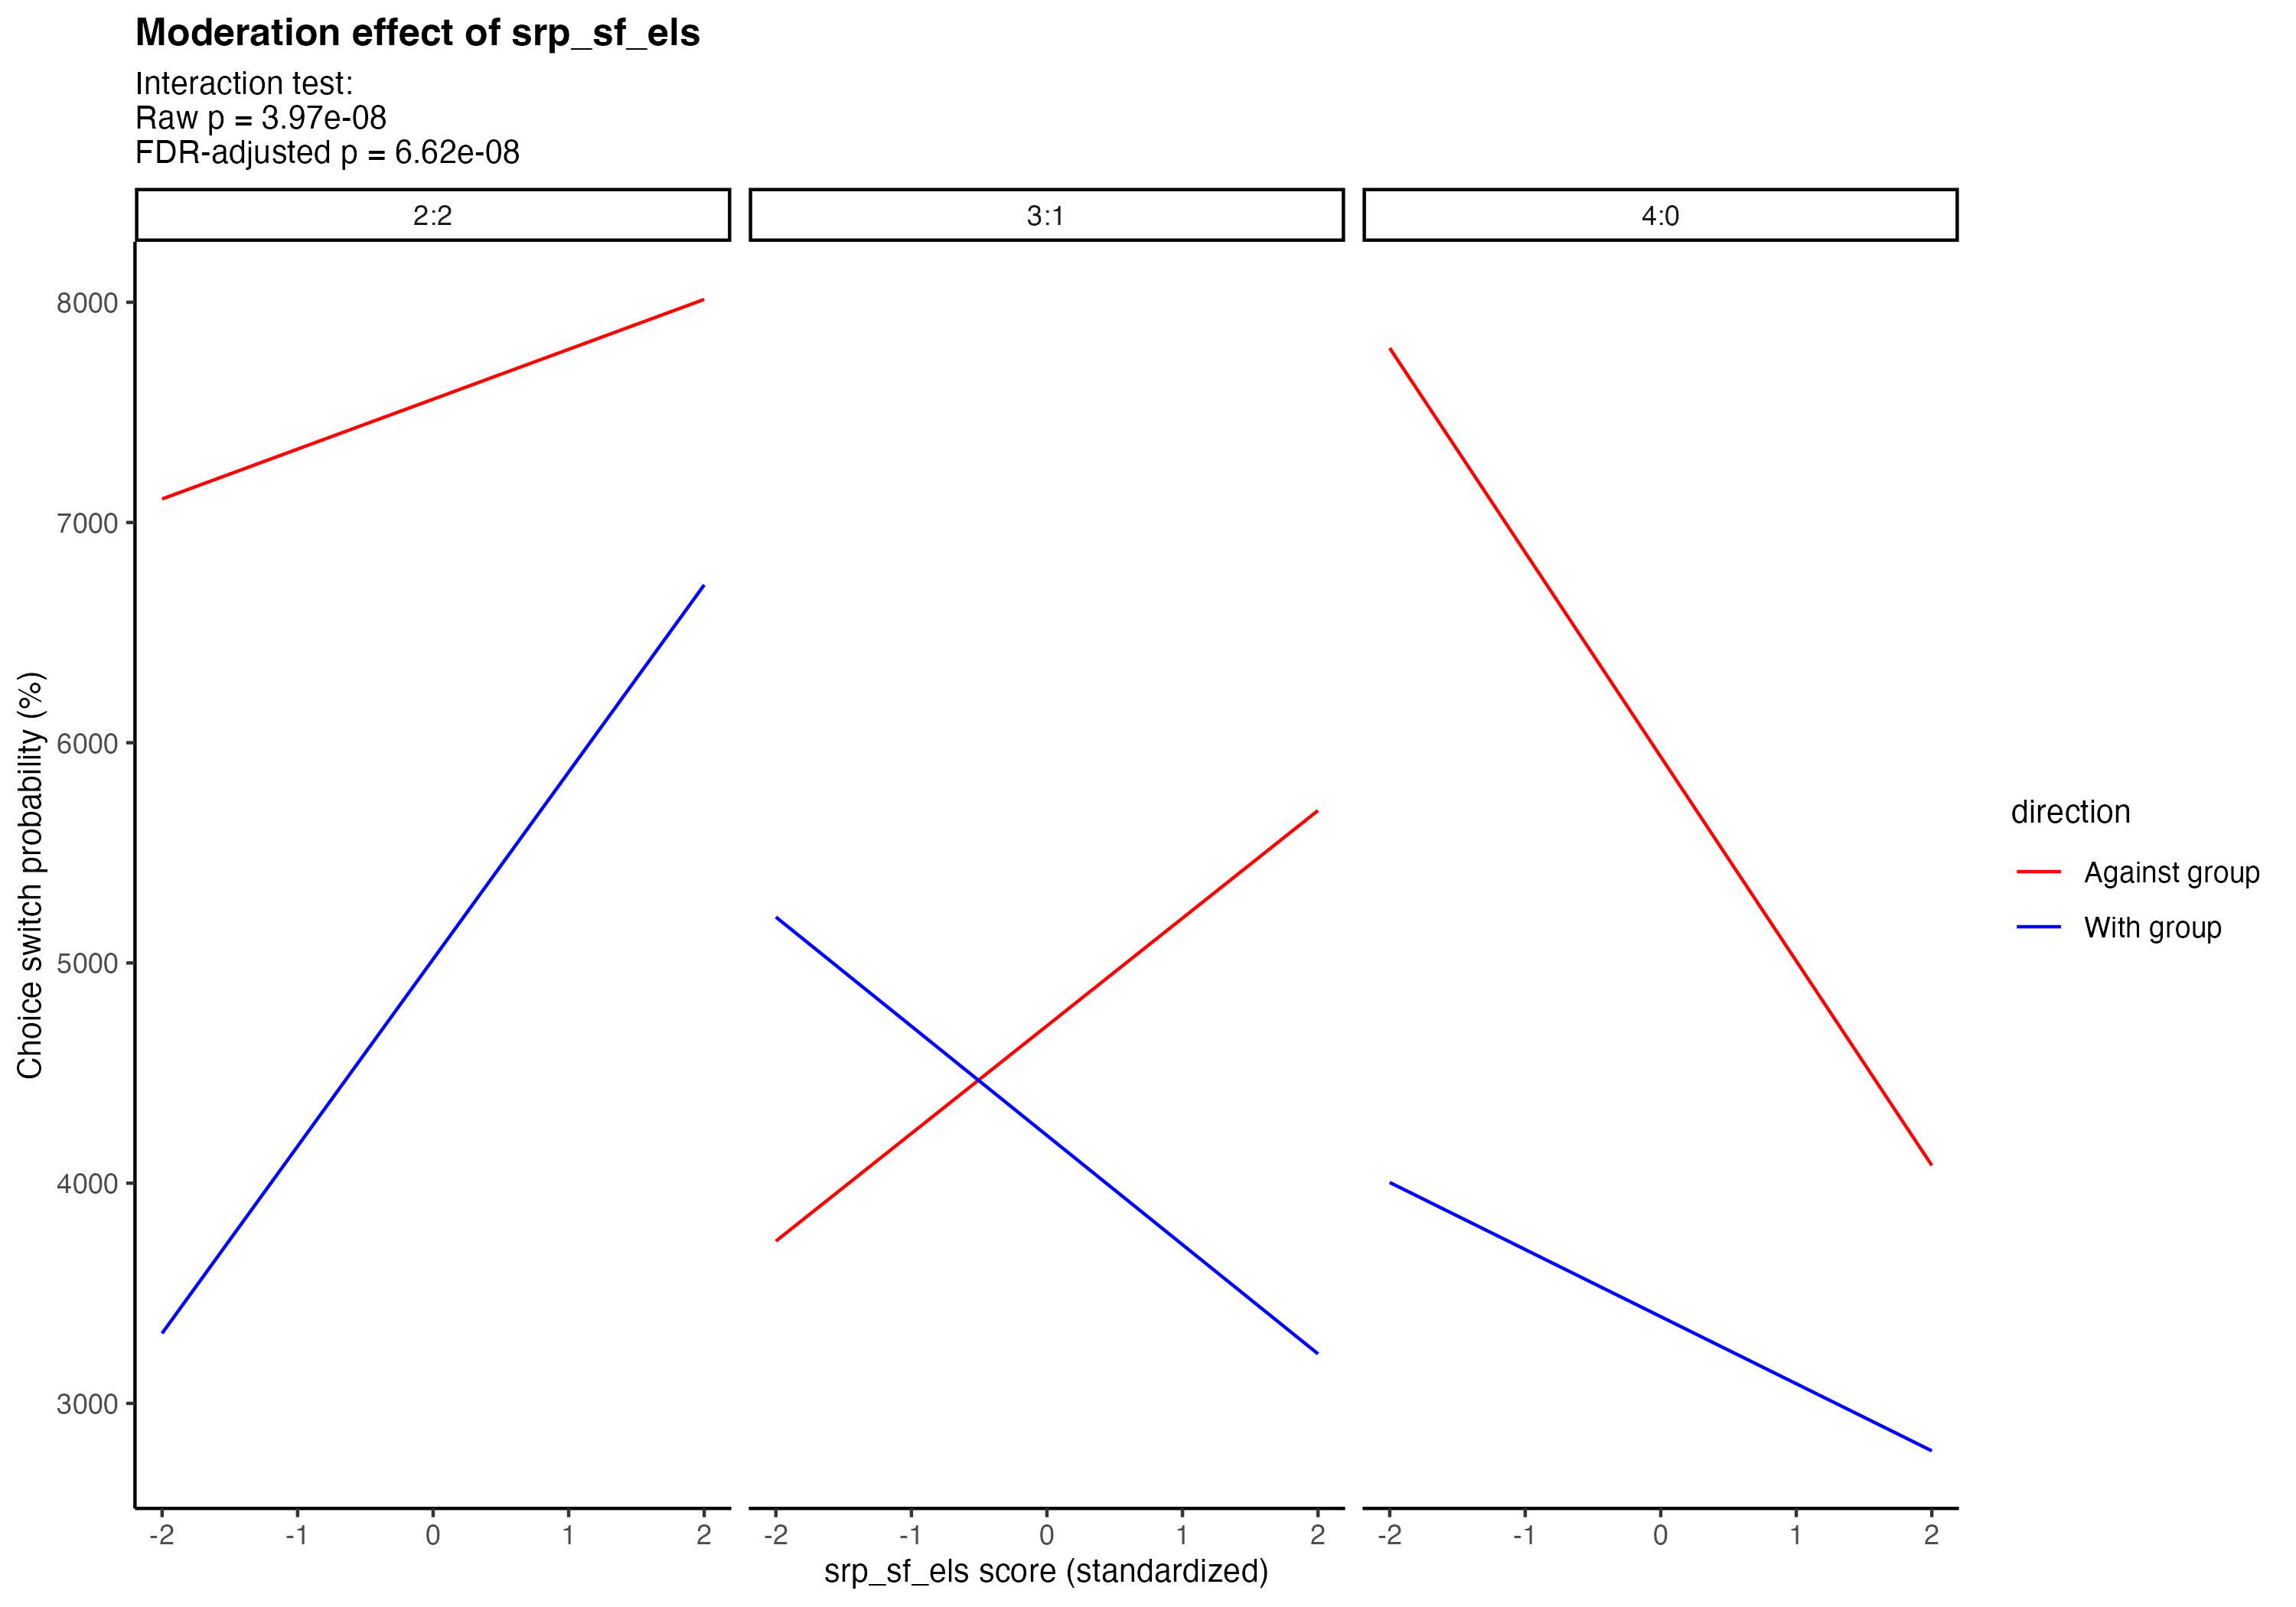 Moderation effect of srp_sf_els
Interaction test:
Raw p = 3.97e-08
FDR-adjusted p = 6.62e-08
2:2
3:1
4:0
Choice switch probability (%)
8000
7000
6000
5000
4000
3000
-2 -1 0 1 2
-2 -1 0 1 2
-2 -1 0 1 2
srp_sf_els score (standardized)
direction
Against group
With group